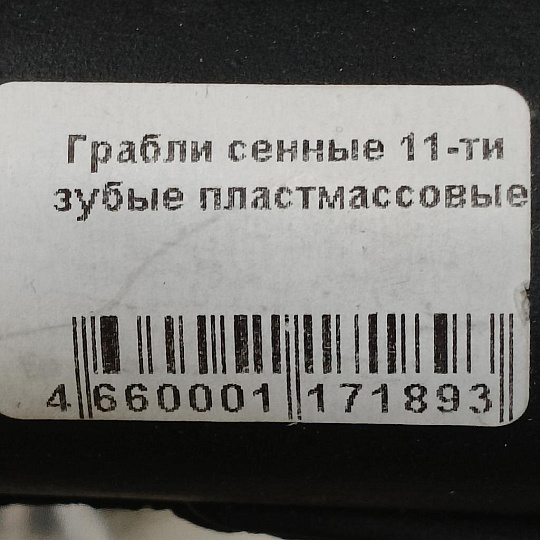 Грабли сенные 11-ти
зубые пластмассовые
4 660001 171893